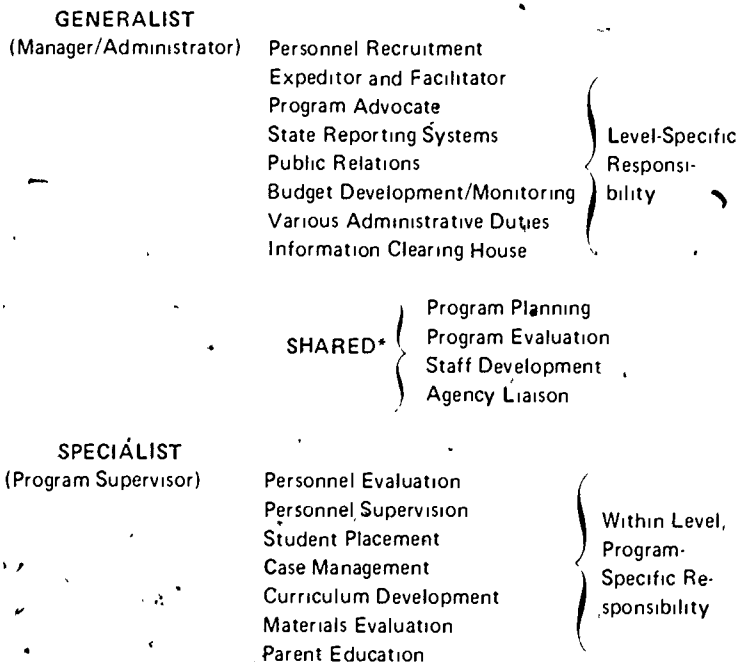 GENERALIST
(Manager/Administrator)
Personnel Recruitment
Expeditor and Facilitator
Program Advocate
State Reporting Systems
Public Relations
Budget Development/Monitoring
Various Administrative Duties
Information Clearing House
Level-Specific
Responsi-
bility
SHARED*
Program Planning
Program Evaluation
Staff Development
Agency Liaison
SPECIALIST
(Program Supervisor)
Personnel Evaluation
Personnel Supervision
Student Placement
Case Management
Curriculum Development
Materials Evaluation
Parent Education
Within Level,
Program-
Specific Re-
sponsibility